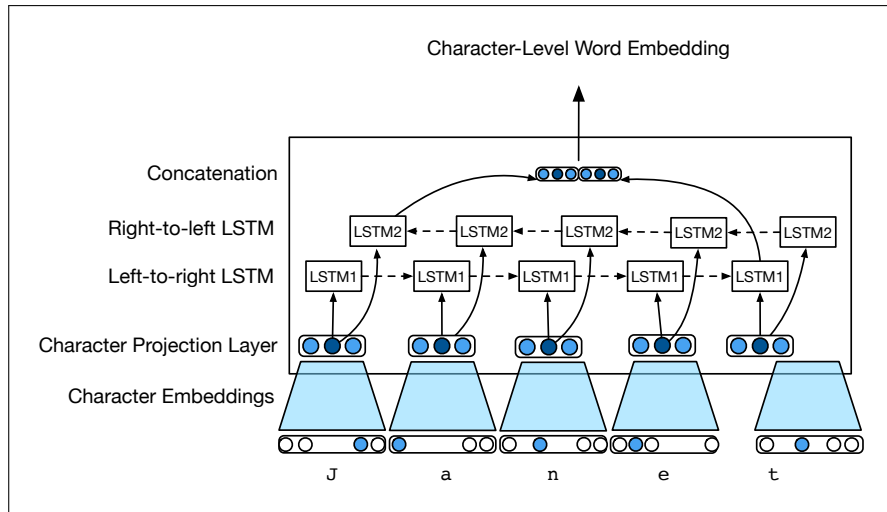 Character-Level Word Embedding
Concatenation
Right-to-left LSTM
LSTM2 LSTM2 LSTM2 LSTM2 LSTM2
Left-to-right LSTM
LSTM1 LSTM1 LSTM1 LSTM1 LSTM1
Character Projection Layer
Character Embeddings
J a n e t